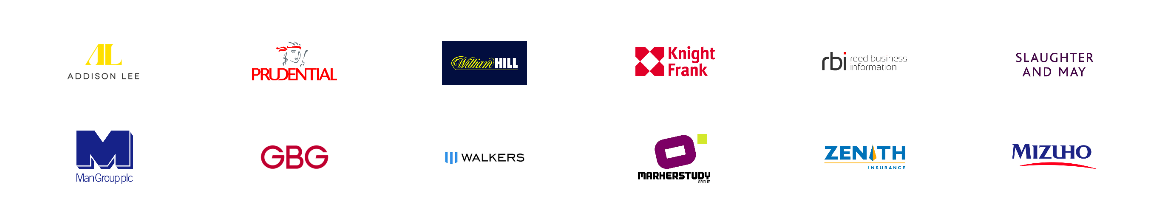 AL
ADDISON LEE
PRUDENTIAL
William HILL
Knight
Frank
rbi reed business
information
SLAUGHTER
AND MAY
M
ManGroupplc
GBG
WALKERS
MARKERSTUDY
ZENITH
INSURANCE
MIZUHO